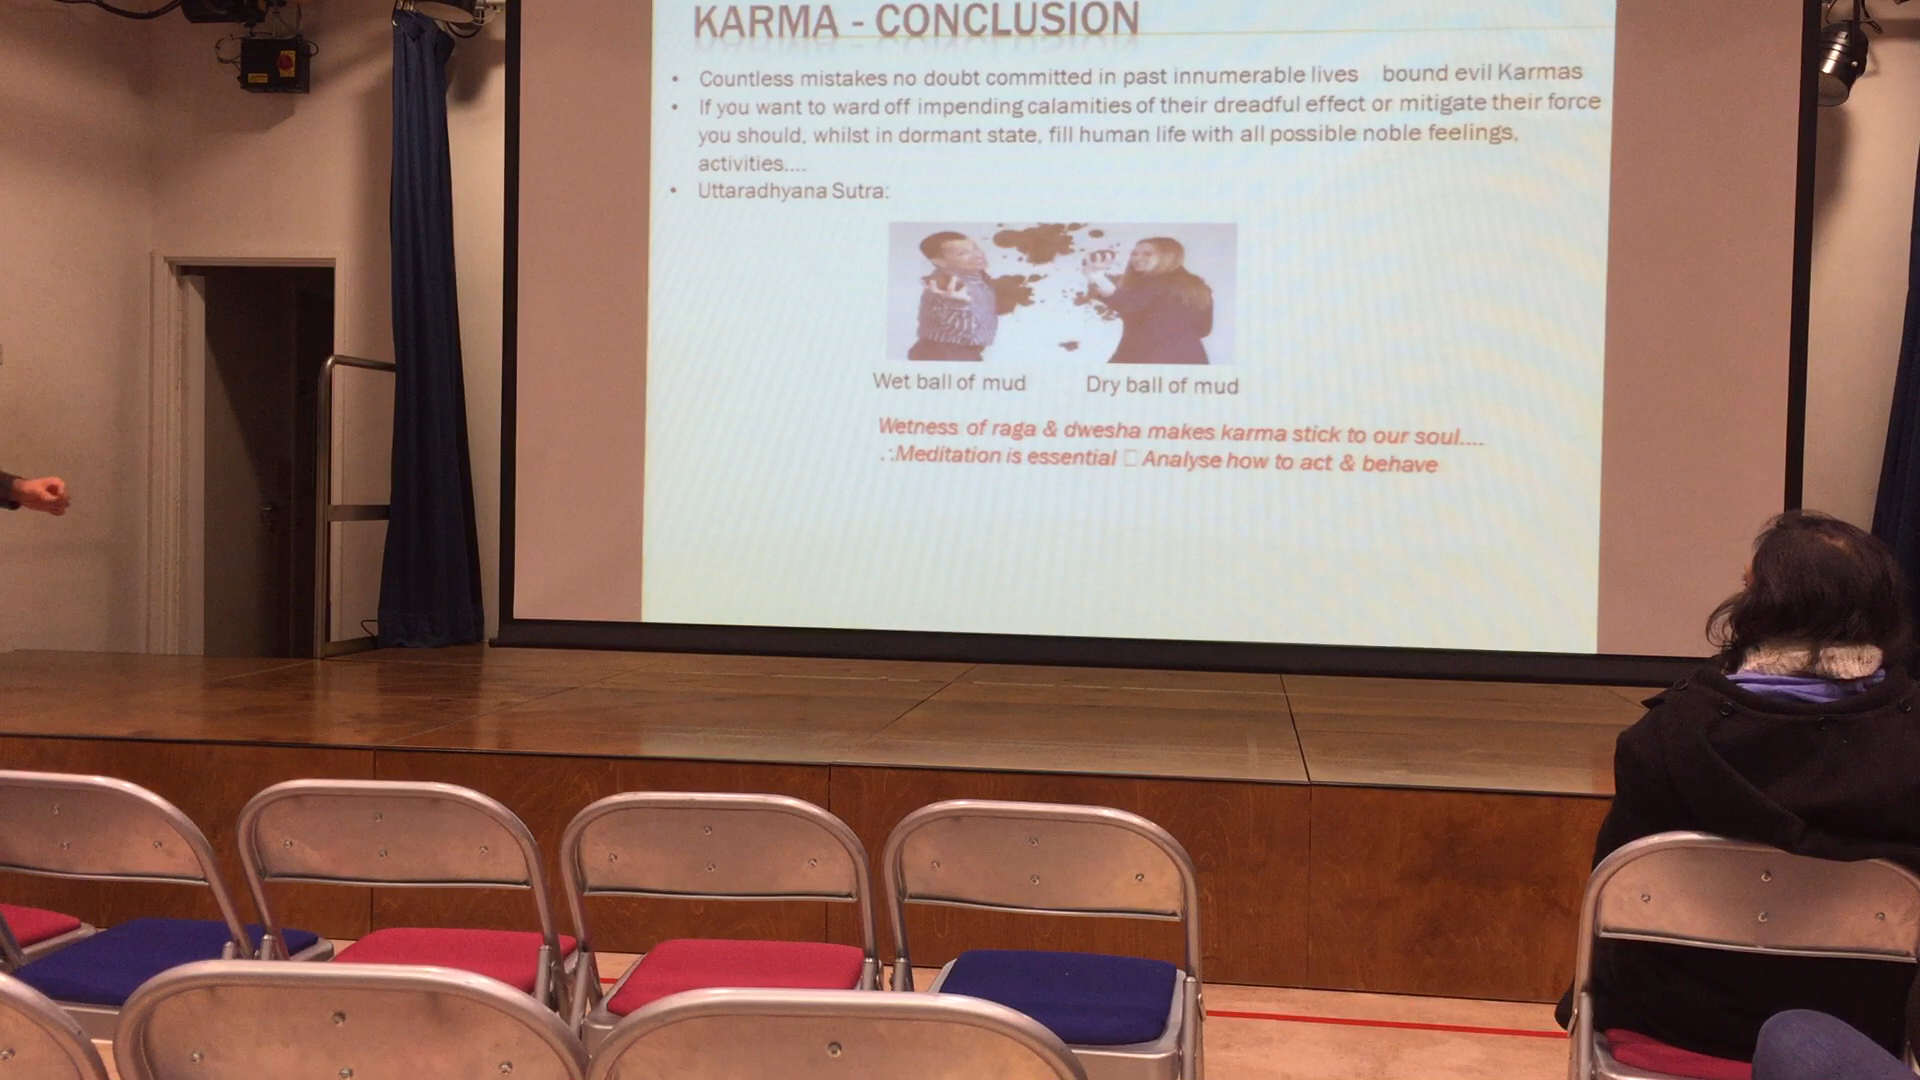 KARMA - CONCLUSION
• Countless mistakes no doubt committed in past innumerable lives bound evil Karmas
• If you want to ward off impending calamities of their dreadful effect or mitigate their force
you should, whilst in dormant state, fill human life with all possible noble feelings,
activities....
• Uttaradhyana Sutra:
Wet ball of mud Dry ball of mud
Wetness of raga & dwesha makes karma stick to our soul....
∴Meditation is essential □ Analyse how to act & behave